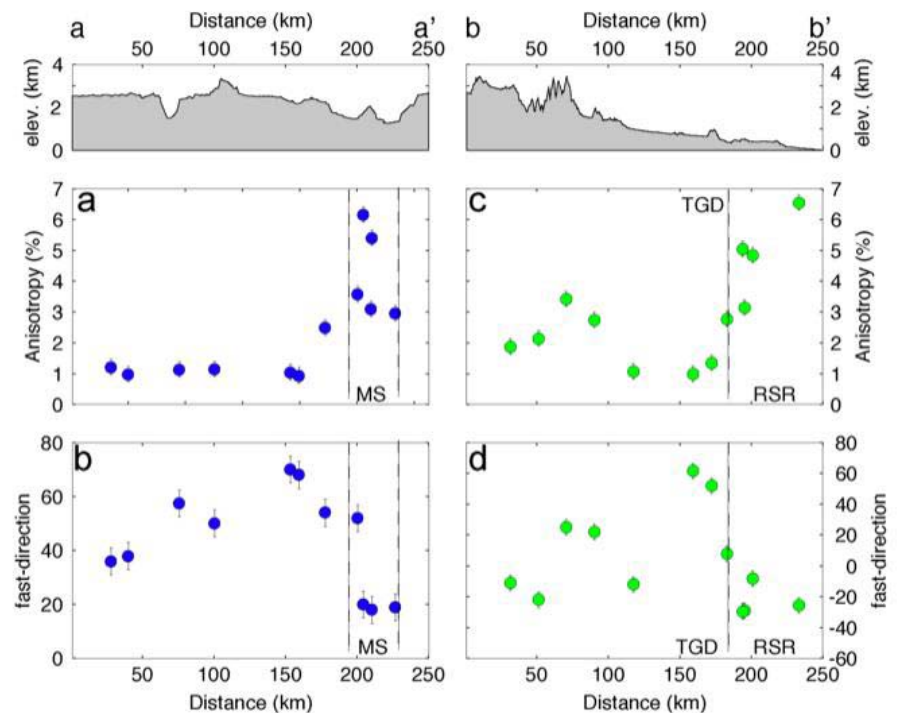 a Distance (km) a’ b Distance (km) b’
50 100 150 200 250 50 100 150 200 250
elev. (km) 4 2 0 4 2 0 elev. (km)
Anisotropy (%) 7 6 5 4 3 2 1 0 a MS c TGD RSR 7 6 5 4 3 2 1 0 Anisotropy (%)
fast-direction 80 60 40 20 0 b MS d TGD RSR 80 60 40 20 0 -20 -40 -60 fast-direction
50 100 150 200 250 50 100 150 200 250
Distance (km) Distance (km)